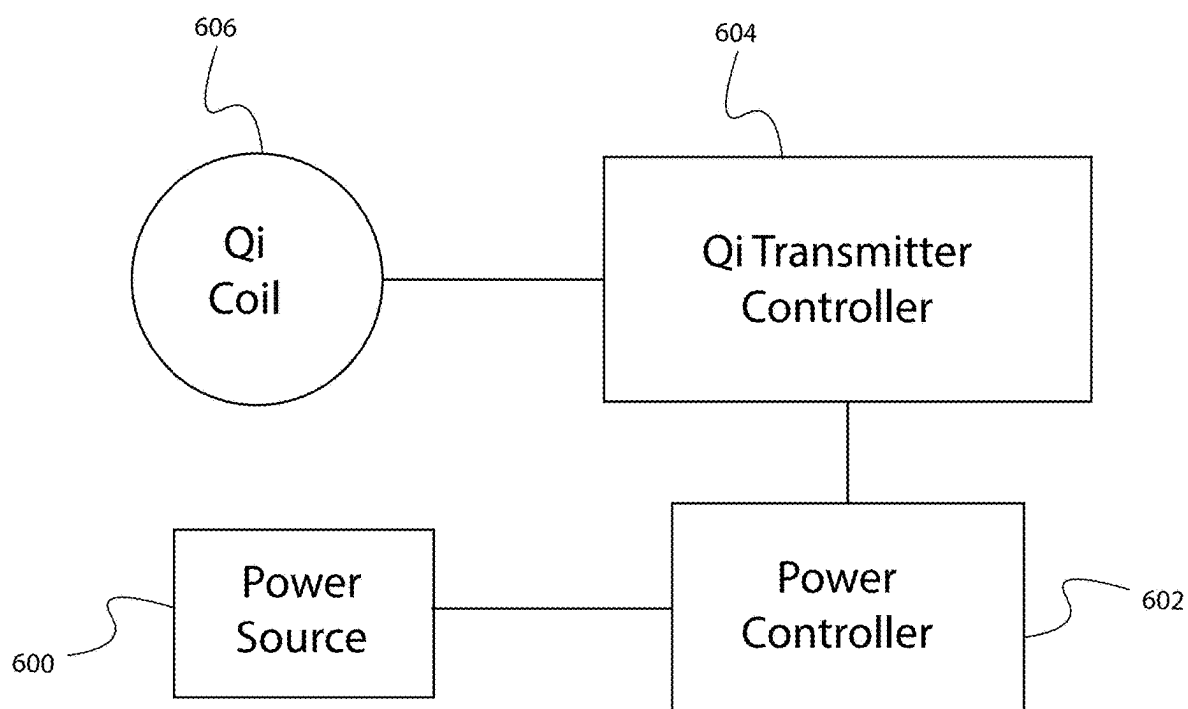 606
604
Qi
Coil
Qi Transmitter
Controller
Power
Source
Power
Controller
602
600